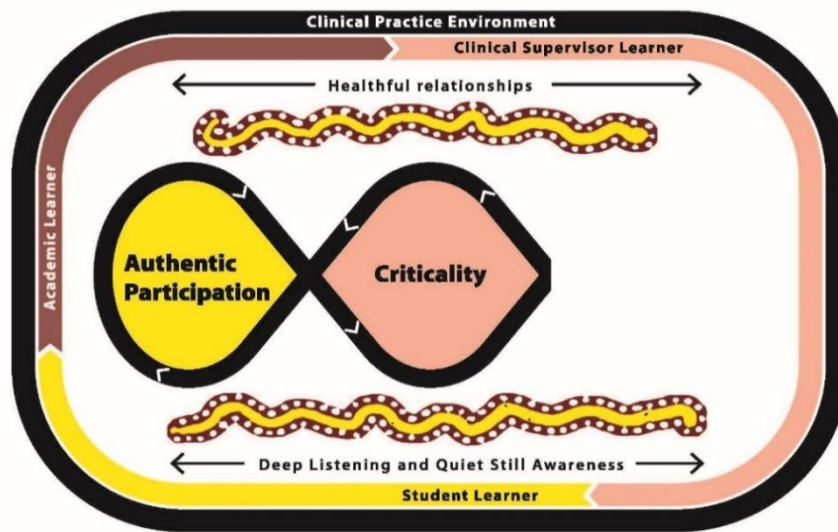 Clinical Practice Environment
Clinical Supervisor Learner
Healthful relationships
Academic Learner
Authentic
Participation
Criticality
Deep Listening and Quiet Still Awareness
Student Learner